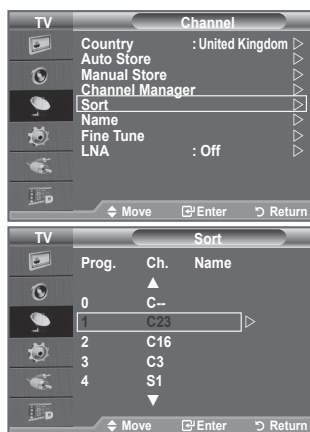 TV Channel
Country : United Kingdom
Auto Store
Manual Store
Channel Manager
Sort
Name
Fine Tune
LNA : Off
Move Enter Return
TV Sort
Prog. Ch. Name
0 C--
1 C23
2 C16
3 C3
4 S1
Move Enter Return